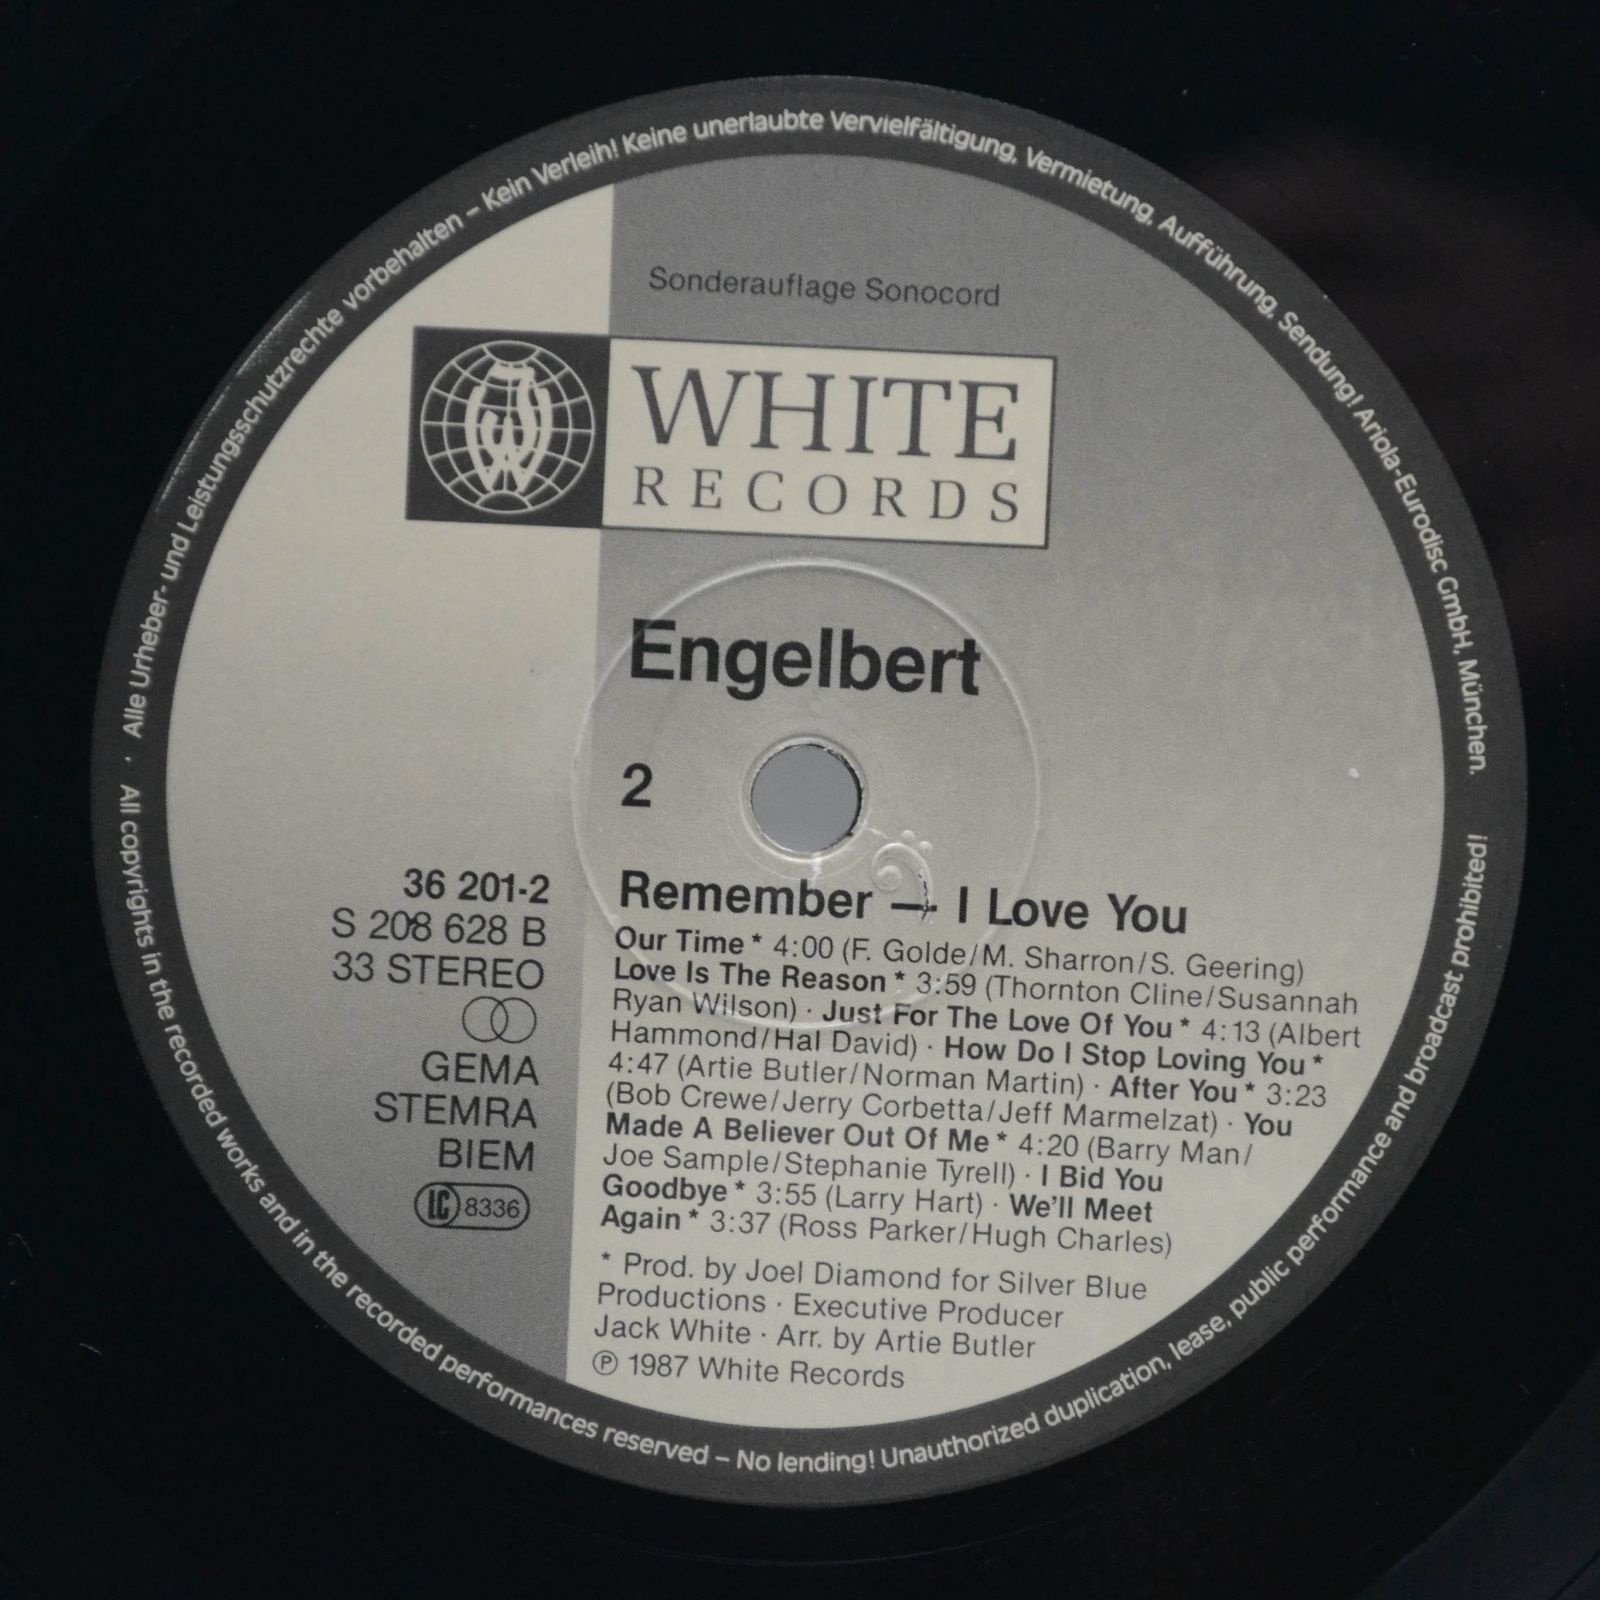 Alle Urheber- und Leistungsschutzrechte vorbehalten – Kein Verleih! Keine unerlaubte Vervielfältigung, Vermietung, Aufführung, Sendung! Ariola-Eurodisc GmbH, München.
Sonderauflage Sonocord
WHITE
RECORDS
Engelbert
2
36 201-2
S 208 628 B
33 STEREO
GEMA
STEMRA
BIEM
LC 8336
Remember – I Love You
Our Time* 4:00 (F. Golde/M. Sharron/S. Geering)
Love Is The Reason* 3:59 (Thornton Cline/Susannah
Ryan Wilson) · Just For The Love Of You* 4:13 (Albert
Hammond/Hal David) · How Do I Stop Loving You*
4:47 (Artie Butler/Norman Martin) · After You* 3:23
(Bob Crewe/Jerry Corbetta/Jeff Marmelzat) · You
Made A Believer Out Of Me* 4:20 (Barry Man/
Joe Sample/Stephanie Tyrell) · I Bid You
Goodbye* 3:55 (Larry Hart) · We'll Meet
Again* 3:37 (Ross Parker/Hugh Charles)
* Prod. by Joel Diamond for Silver Blue
Productions · Executive Producer
Jack White · Arr. by Artie Butler
℗ 1987 White Records
· All copyrights in the recorded works and in the recorded performances reserved – No lending! Unauthorized duplication, lease, public performance and broadcast prohibited!